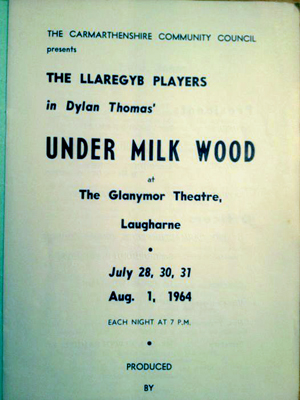 THE CARMARTHENSHIRE COMMUNITY COUNCIL
presents
THE LLAREGYB PLAYERS
in Dylan Thomas'
UNDER MILK WOOD
at
The Glanymor Theatre,
Laugharne
•
July 28, 30, 31
Aug. 1, 1964
EACH NIGHT AT 7 P.M.
•
PRODUCED
BY